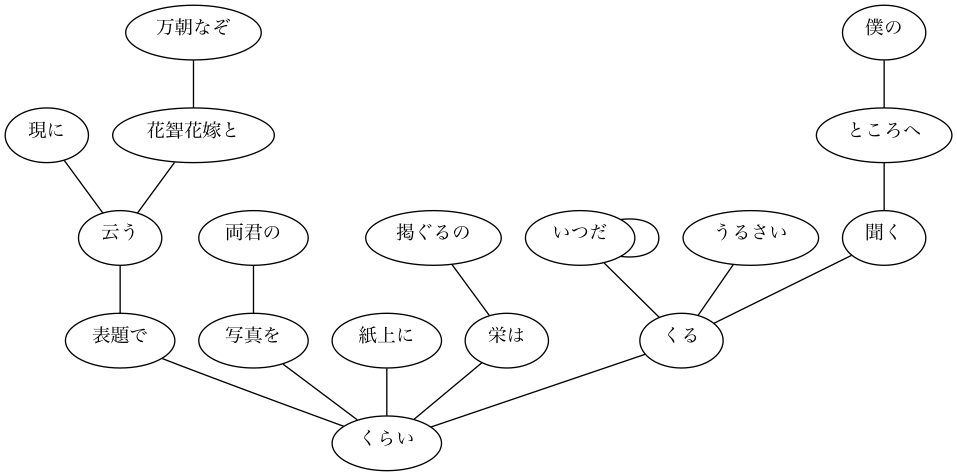 万朝なぞ
僕の
現に
花聟花嫁と
ところへ
云う
両君の
掲ぐるの
いつだ
うるさい
聞く
表題で
写真を
紙上に
栄は
くる
くらい